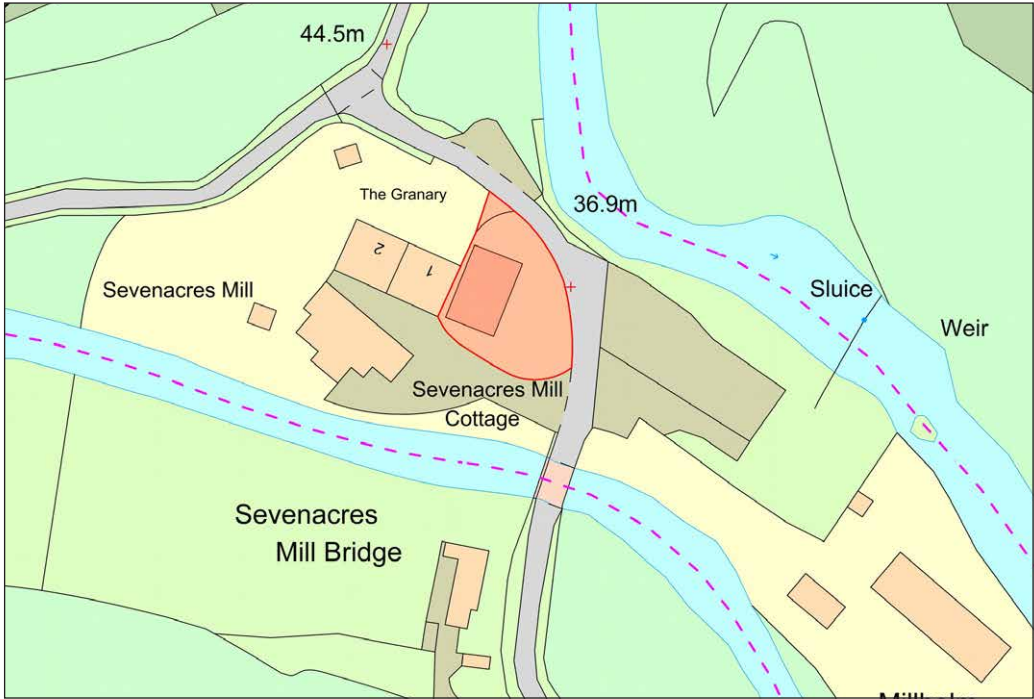 44.5m
The Granary
36.9m
2
1
Sevenacres Mill
Sluice
Weir
Sevenacres Mill
Cottage
Sevenacres
Mill Bridge